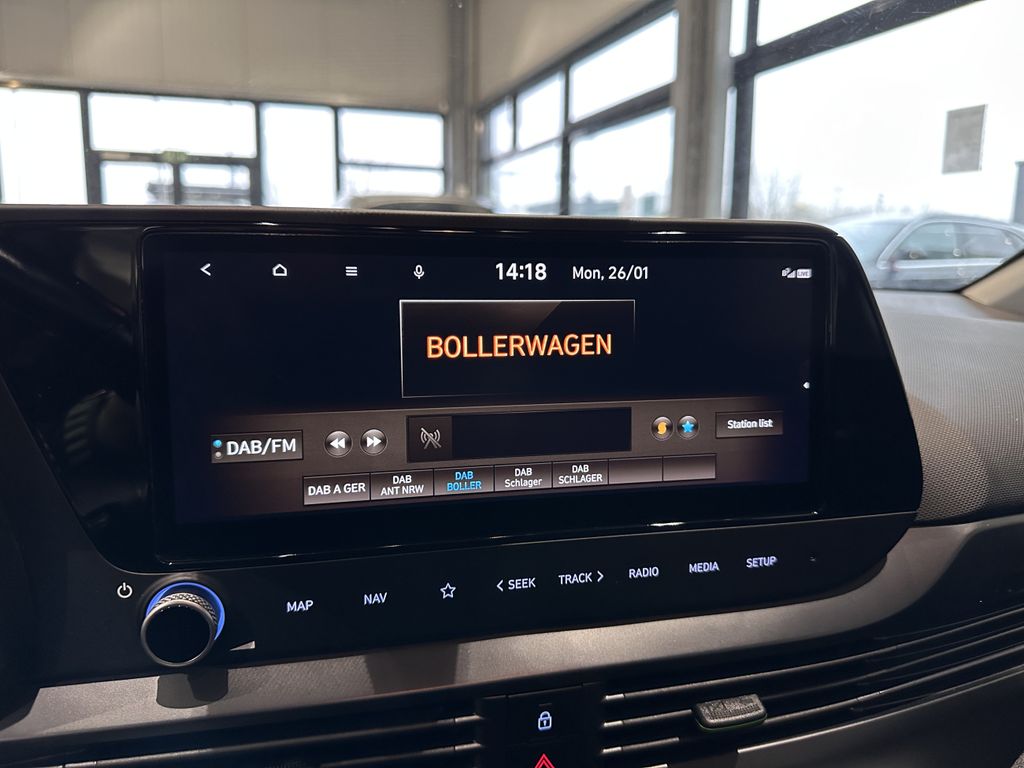 14:18 Mon, 26/01 LIVE
BOLLERWAGEN
DAB/FM
Station list
DAB A GER
DAB
ANT NRW
DAB
BOLLER
DAB
Schlager
DAB
SCHLAGER
MAP
NAV
SEEK
TRACK
RADIO
MEDIA
SETUP